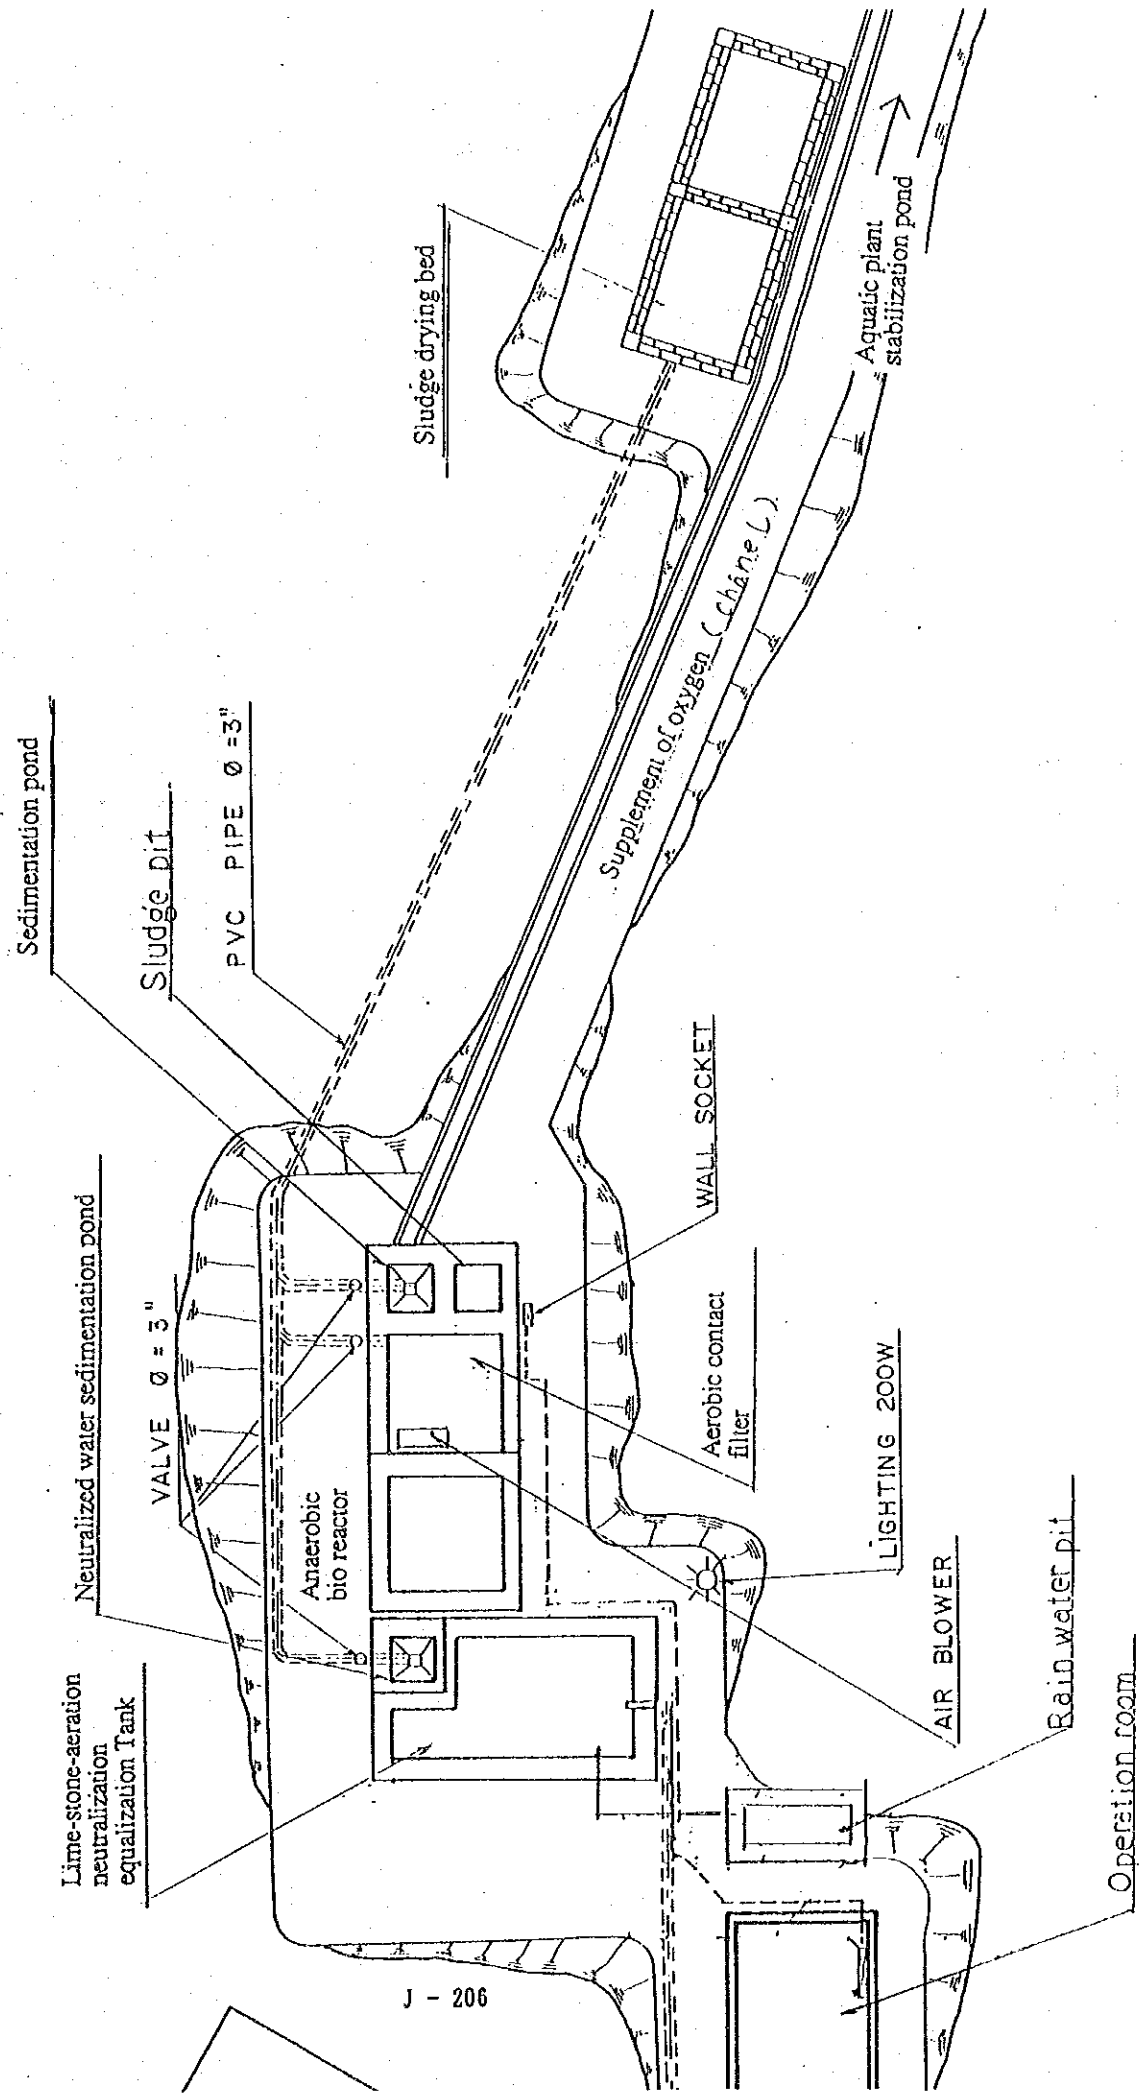 Sedimentation pond
Sludge pit
PVC PIPE Ø=3"
Sludge drying bed
Neutralized water sedimentation pond
VALVE Ø=3"
Lime-stone-aeration
neutralization
equalization Tank
Anaerobic
bio reactor
Supplement of oxygen (chane L)
Aquatic plant
stabilization pond
WALL SOCKET
Aerobic contact
filter
LIGHTING 200W
AIR BLOWER
Rain water pit
Operation room
J - 206